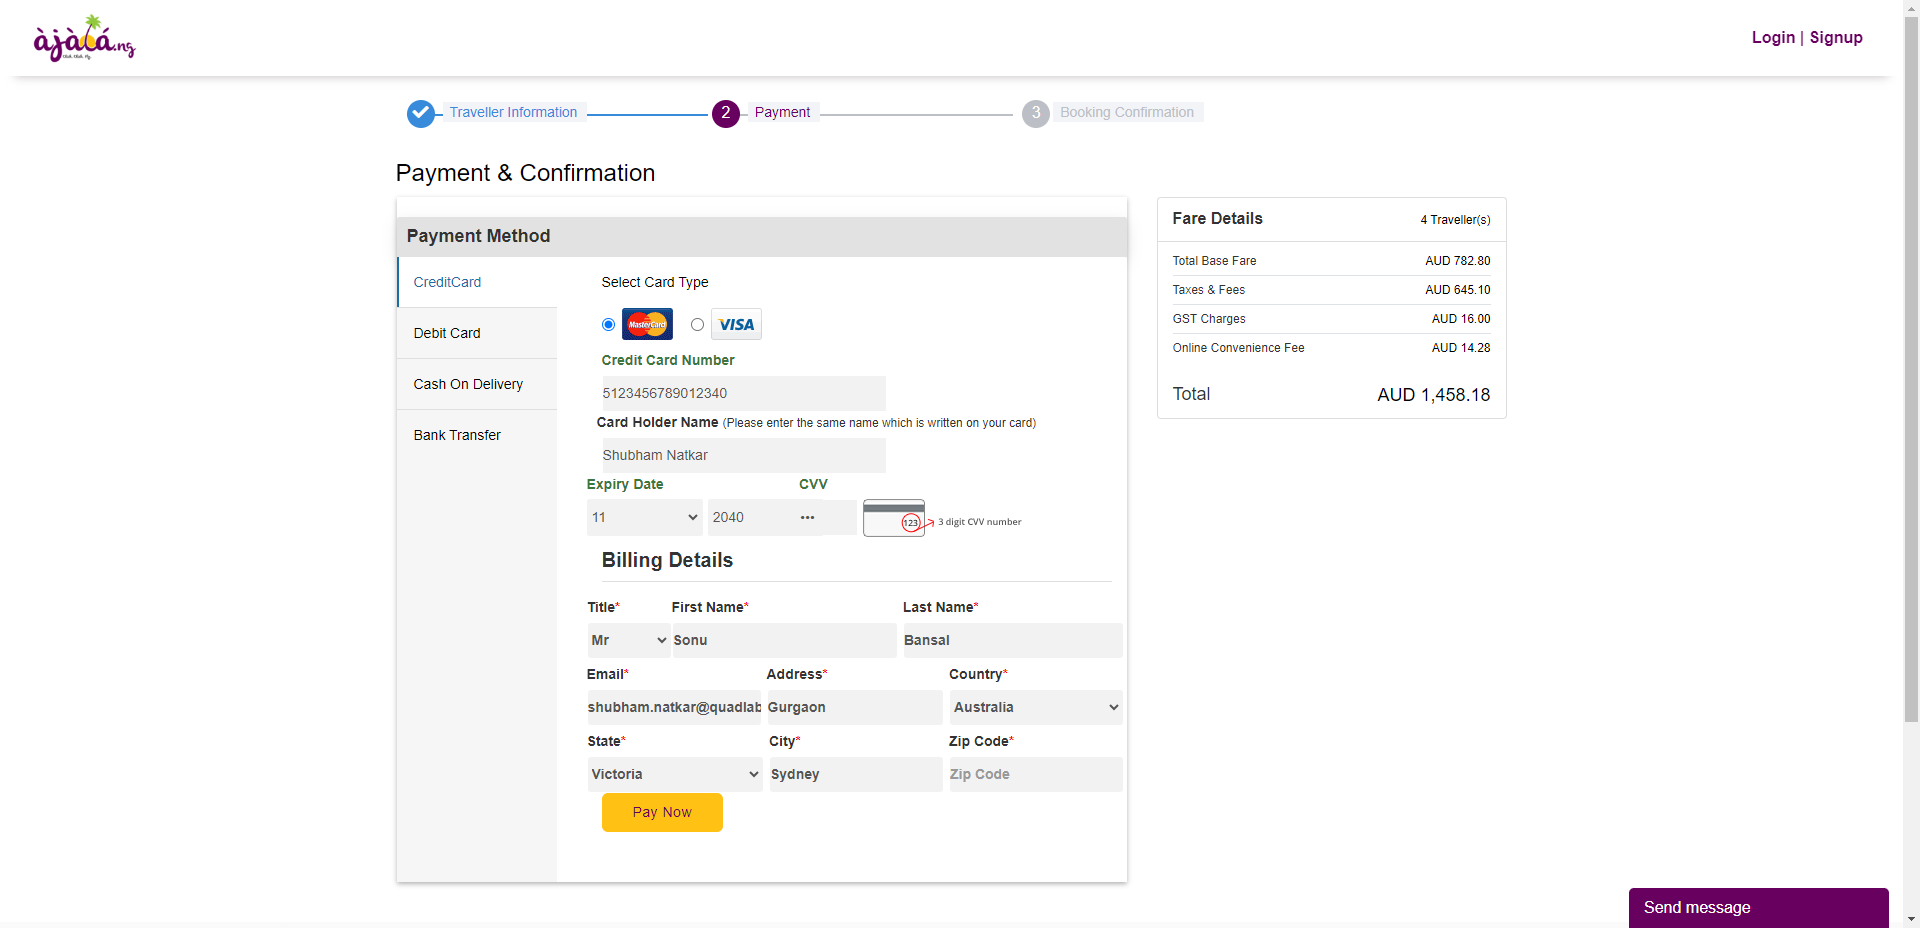 àjàlá.ng
Login | Signup
Traveller Information
2 Payment
3 Booking Confirmation
Payment & Confirmation
Payment Method
CreditCard
Debit Card
Cash On Delivery
Bank Transfer
Select Card Type
MasterCard
VISA
Credit Card Number
5123456789012340
Card Holder Name (Please enter the same name which is written on your card)
Shubham Natkar
Expiry Date CVV
11 2040 •••
123 3 digit CVV number
Billing Details
Title* First Name* Last Name*
Mr Sonu Bansal
Email* Address* Country*
shubham.natkar@quadlab Gurgaon Australia
State* City* Zip Code*
Victoria Sydney Zip Code
Pay Now
Fare Details 4 Traveller(s)
Total Base Fare AUD 782.80
Taxes & Fees AUD 645.10
GST Charges AUD 16.00
Online Convenience Fee AUD 14.28
Total AUD 1,458.18
Send message